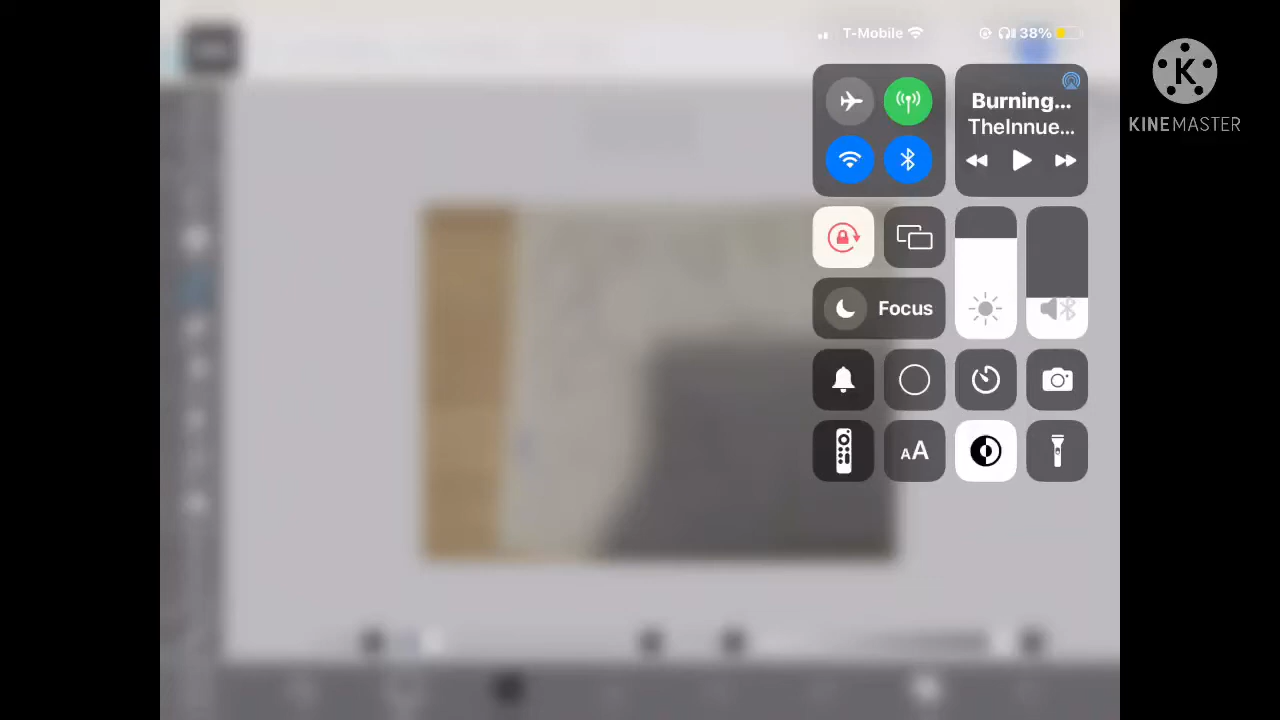 T-Mobile
38%
Burning...
TheInnue...
Focus
AA
K
KINEMASTER